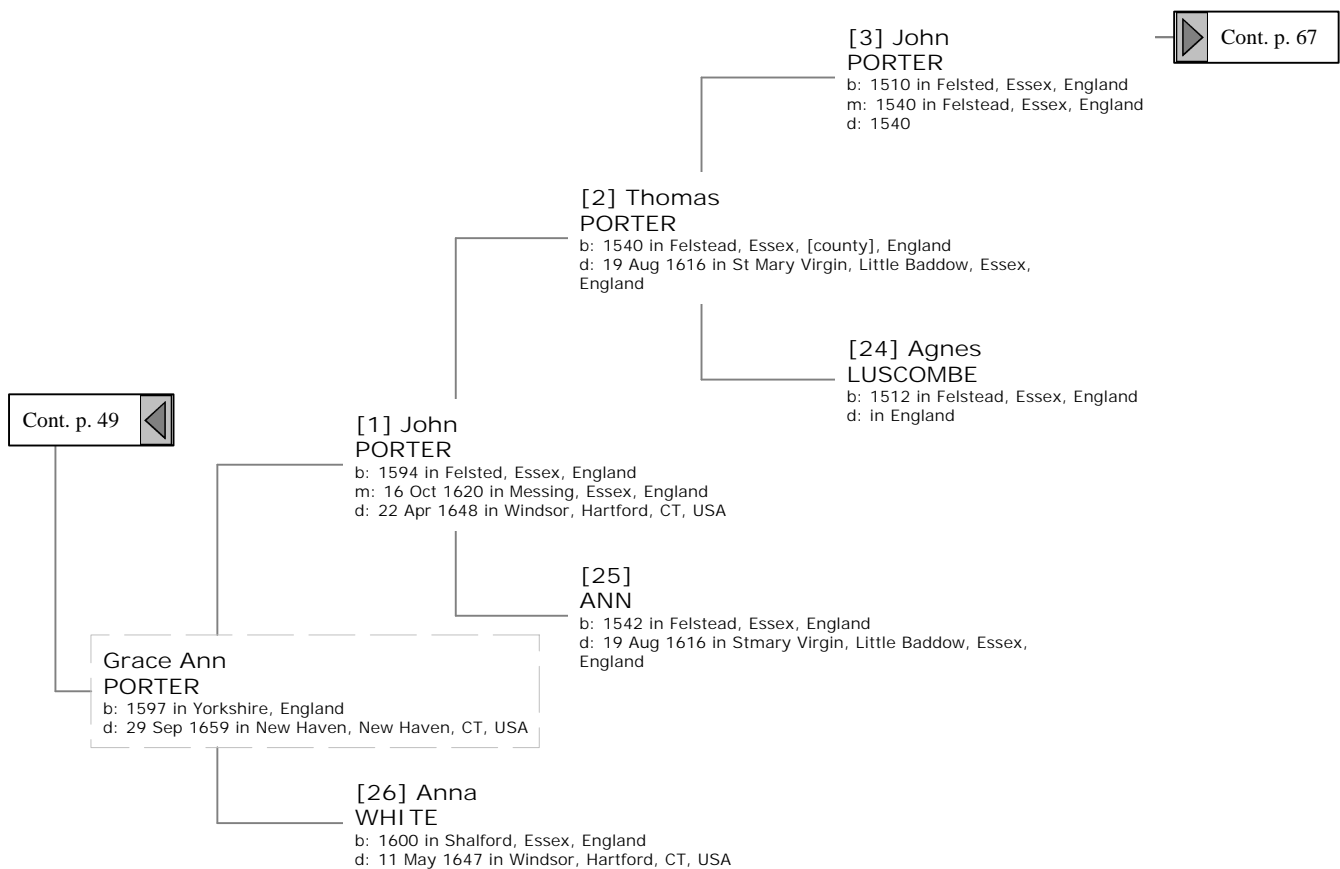 [3] John
PORTER
b: 1510 in Felsted, Essex, England
m: 1540 in Felstead, Essex, England
d: 1540
Cont. p. 67
[2] Thomas
PORTER
b: 1540 in Felstead, Essex, [county], England
d: 19 Aug 1616 in St Mary Virgin, Little Baddow, Essex,
England
[24] Agnes
LUSCOMBE
b: 1512 in Felstead, Essex, England
d: in England
Cont. p. 49
[1] John
PORTER
b: 1594 in Felsted, Essex, England
m: 16 Oct 1620 in Messing, Essex, England
d: 22 Apr 1648 in Windsor, Hartford, CT, USA
[25]
ANN
b: 1542 in Felstead, Essex, England
d: 19 Aug 1616 in Stmary Virgin, Little Baddow, Essex,
England
Grace Ann
PORTER
b: 1597 in Yorkshire, England
d: 29 Sep 1659 in New Haven, New Haven, CT, USA
[26] Anna
WHITE
b: 1600 in Shalford, Essex, England
d: 11 May 1647 in Windsor, Hartford, CT, USA